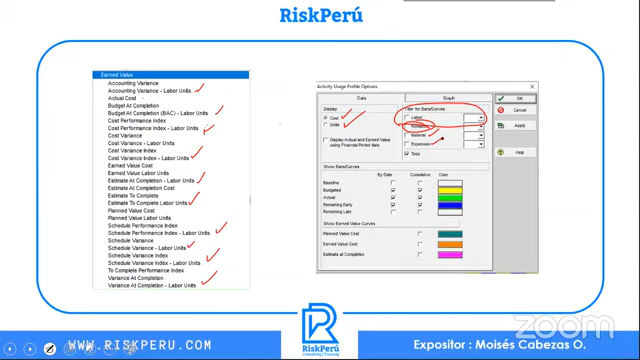 RiskPerú
Earned Value
Accounting Variance
Accounting Variance - Labor Units
Actual Cost
Budget At Completion
Budget At Completion (BAC) - Labor Units
Cost Performance Index
Cost Performance Index - Labor Units
Cost Variance
Cost Variance - Labor Units
Cost Variance Index
Cost Variance Index - Labor Units
Earned Value Cost
Earned Value Labor Units
Estimate At Completion - Labor Units
Estimate At Completion Cost
Estimate To Complete
Estimate To Complete Labor Units
Planned Value Cost
Planned Value Labor Units
Schedule Performance Index
Schedule Performance Index - Labor Units
Schedule Variance
Schedule Variance - Labor Units
Schedule Variance Index
Schedule Variance Index - Labor Units
To Complete Performance Index
Variance At Completion
Variance At Completion - Labor Units
Activity Usage Profile Options
Data
Graph
Display
Cost
Units
Display Actual and Earned Value
using Financial Period data
Filter for Bars/Curves
Labor
Material
Expenses
Total
OK
Cancel
Apply
Help
Show Bars/Curves
By Date
Cumulative
Color
Baseline
Budgeted
Actual
Remaining Early
Remaining Late
Show Earned Value Curves
Planned Value Cost
Earned Value Cost
Estimate at Completion
RiskPerú
Consulting | Training
WWW.RISKPERU.COM
Expositor : Moisés Cabezas O.
zoom